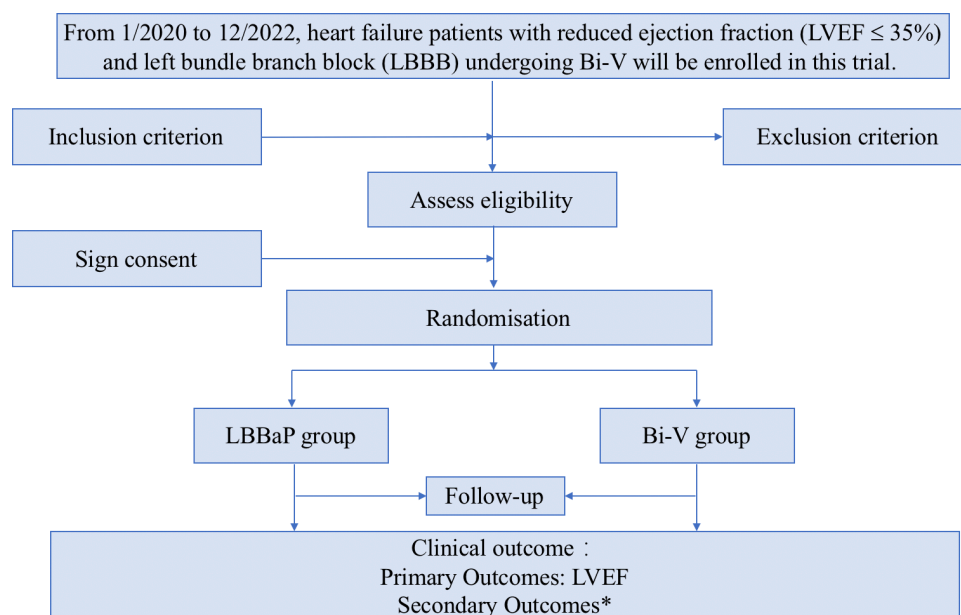 From 1/2020 to 12/2022, heart failure patients with reduced ejection fraction (LVEF ≤ 35%)
and left bundle branch block (LBBB) undergoing Bi-V will be enrolled in this trial.
Inclusion criterion
Exclusion criterion
Assess eligibility
Sign consent
Randomisation
LBBaP group
Bi-V group
Follow-up
Clinical outcome：
Primary Outcomes: LVEF
Secondary Outcomes*